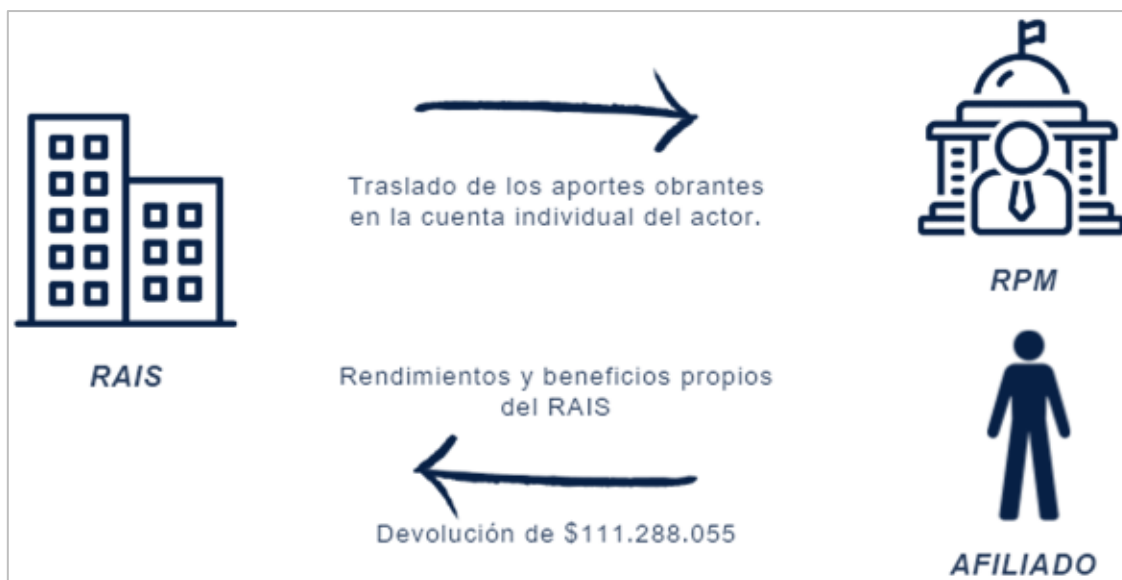 Traslado de los aportes obrantes
en la cuenta individual del actor.
RPM
RAIS
Rendimientos y beneficios propios
del RAIS
Devolución de $111.288.055
AFILIADO